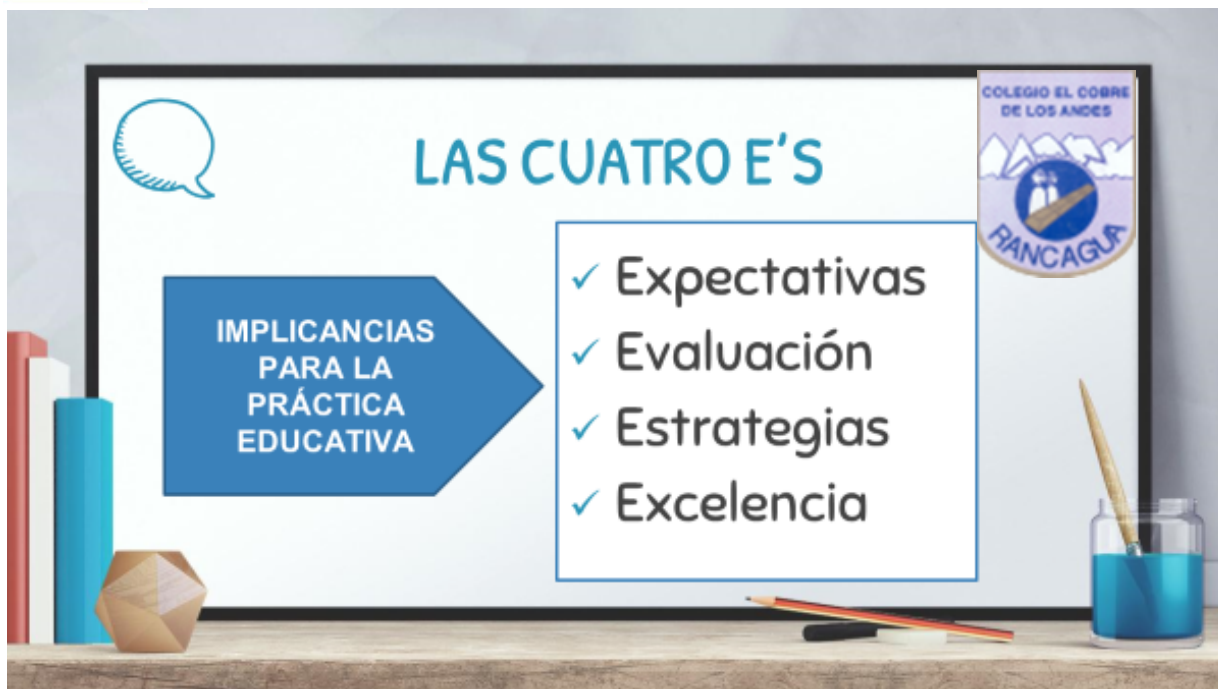 LAS CUATRO E'S
COLEGIO EL COBRE
DE LOS ANDES
RANCAGUA
IMPLICANCIAS
PARA LA
PRÁCTICA
EDUCATIVA
✓ Expectativas
✓ Evaluación
✓ Estrategias
✓ Excelencia